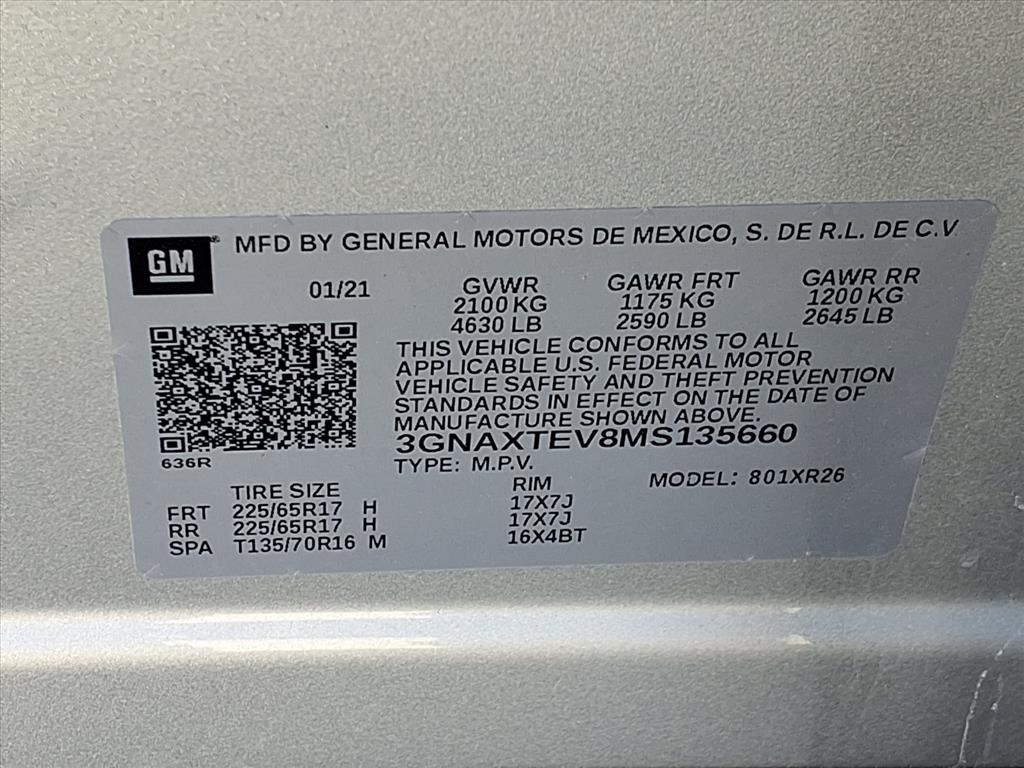 GM ® MFD BY GENERAL MOTORS DE MEXICO, S. DE R.L. DE C.V
01/21 GVWR GAWR FRT GAWR RR
2100 KG 1175 KG 1200 KG
4630 LB 2590 LB 2645 LB
THIS VEHICLE CONFORMS TO ALL
APPLICABLE U.S. FEDERAL MOTOR
VEHICLE SAFETY AND THEFT PREVENTION
STANDARDS IN EFFECT ON THE DATE OF
MANUFACTURE SHOWN ABOVE.
3GNAXTEV8MS135660
636R TYPE: M.P.V. MODEL: 801XR26
TIRE SIZE RIM
FRT 225/65R17 H 17X7J
RR 225/65R17 H 17X7J
SPA T135/70R16 M 16X4BT